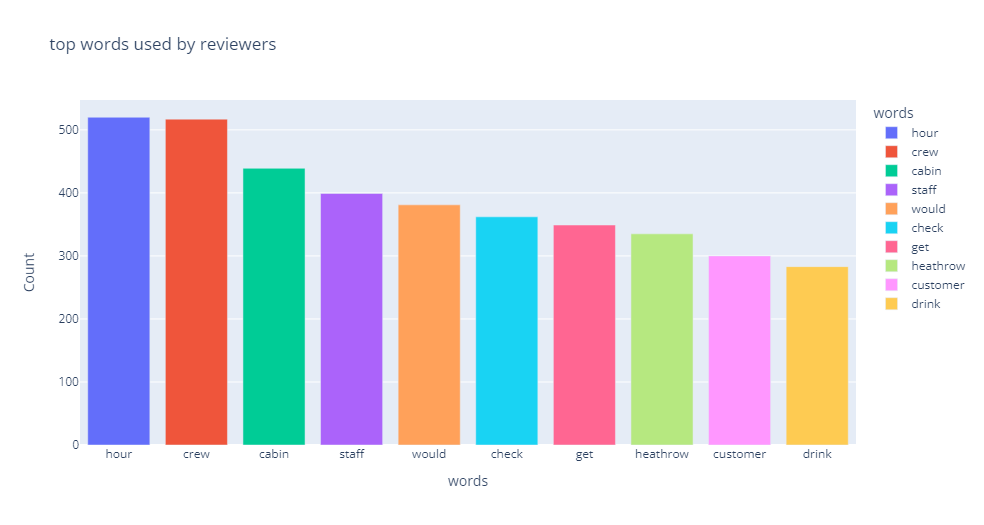 top words used by reviewers
words
hour
crew
cabin
staff
would
check
get
heathrow
customer
drink
Count
500
400
300
200
100
0
hour crew cabin staff would check get heathrow customer drink
words